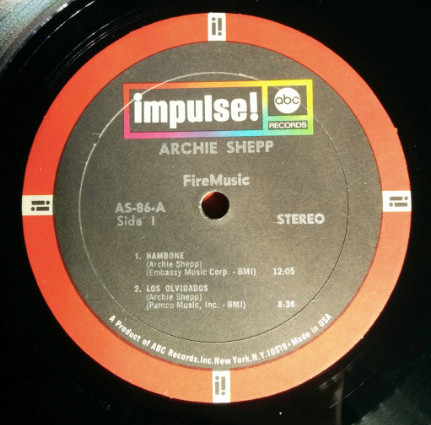 i!
impulse!
abc
RECORDS
ARCHIE SHEPP
FireMusic
AS-86-A
Side 1
STEREO
1. HAMBONE
(Archie Shepp)
(Embassy Music Corp. - BMI) 12:05
2. LOS OLVIDADOS
(Archie Shepp)
(Pamco Music, Inc. - BMI) 8:36
A Product of ABC Records, Inc. New York, N.Y. 10019 • Made in USA
i!
i!
i!